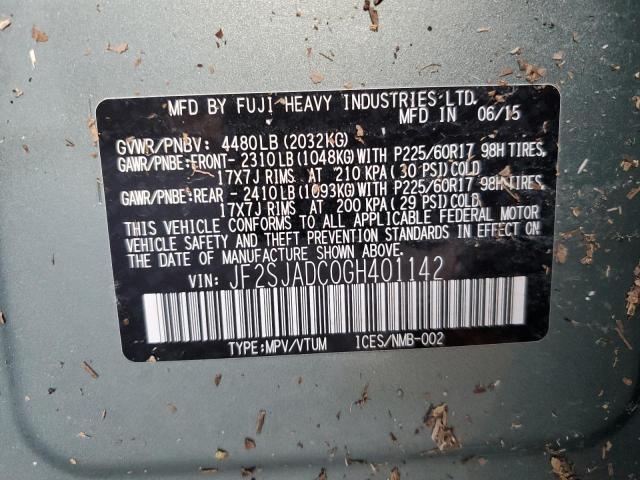 MFD BY FUJI HEAVY INDUSTRIES LTD.
MFD IN 06/15
GVWR/PNBV: 4480LB(2032KG)
GAWR/PNBE:FRONT- 2310LB(1048KG)WITH P225/60R17 98H TIRES,
17X7J RIMS AT 210 KPA(30 PSI)COLD
GAWR/PNBE:REAR - 2410LB(1093KG)WITH P225/60R17 98H TIRES,
17X7J RIMS AT 200 KPA(29 PSI)COLD
THIS VEHICLE CONFORMS TO ALL APPLICABLE FEDERAL MOTOR
VEHICLE SAFETY AND THEFT PREVENTION STANDARDS IN EFFECT ON
THE DATE OF MANUFACTURE SHOWN ABOVE.
VIN: JF2SJADC0GH401142
TYPE:MPV/VTUM ICES/NMB-002